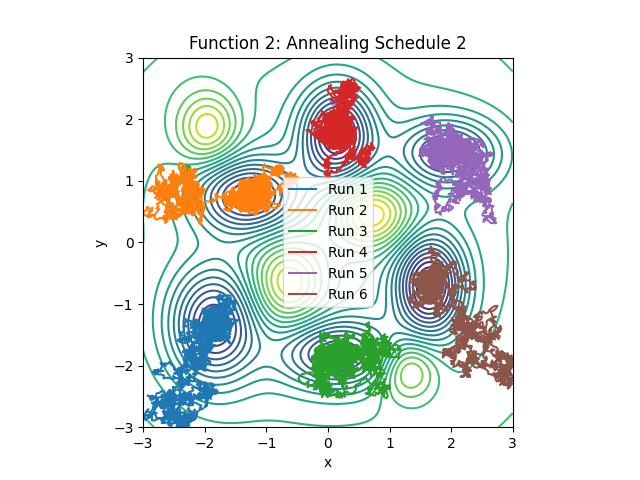 Function 2: Annealing Schedule 2
3
2
1
0
−1
−2
−3
y
Run 1
Run 2
Run 3
Run 4
Run 5
Run 6
−3
−2
−1
0
1
2
3
x